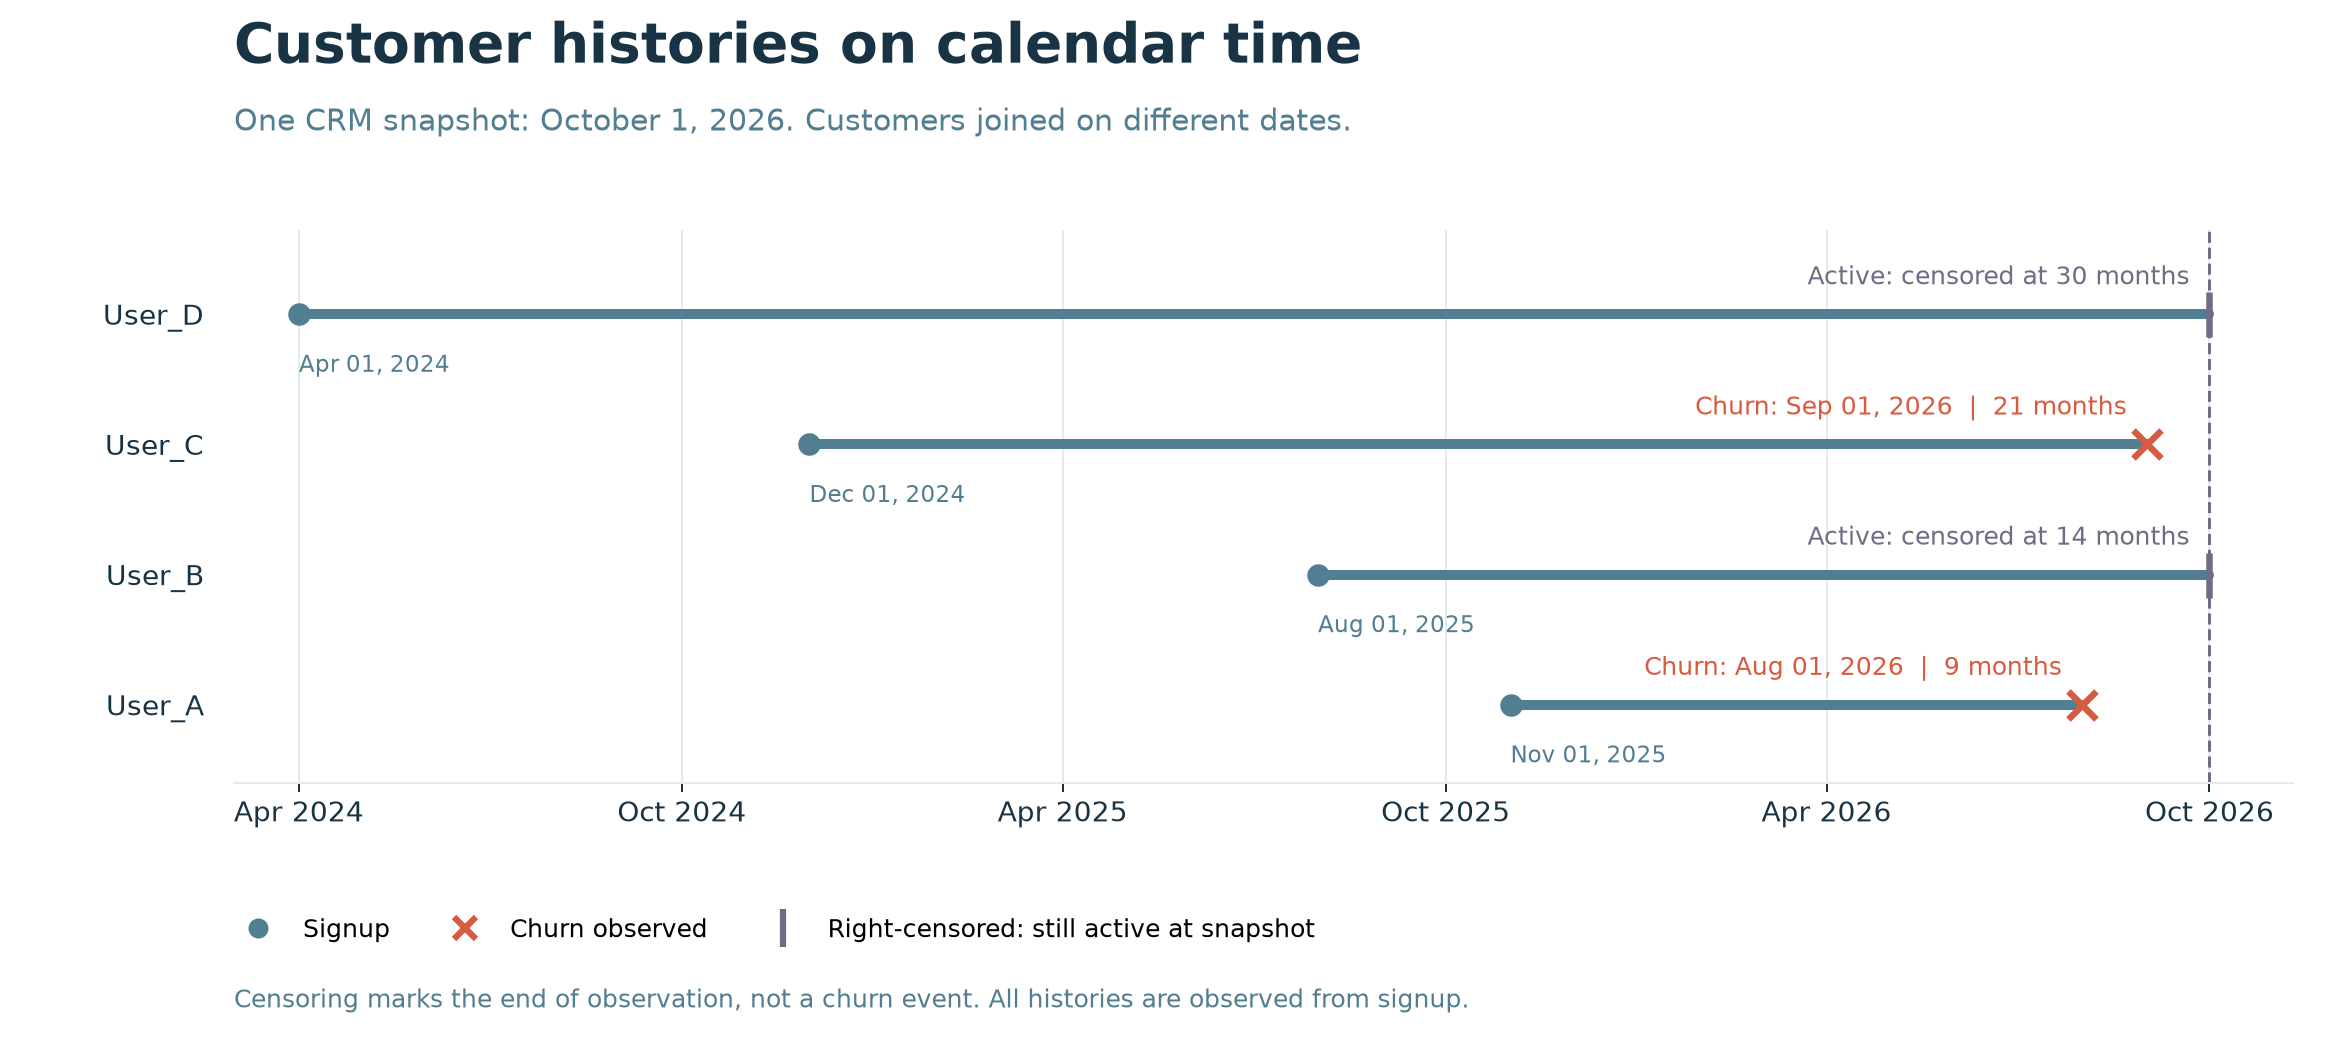 Customer histories on calendar time
One CRM snapshot: October 1, 2026. Customers joined on different dates.
Active: censored at 30 months
User_D
Apr 01, 2024
Churn: Sep 01, 2026 | 21 months
User_C
Dec 01, 2024
Active: censored at 14 months
User_B
Aug 01, 2025
Churn: Aug 01, 2026 | 9 months
User_A
Nov 01, 2025
Apr 2024 Oct 2024 Apr 2025 Oct 2025 Apr 2026 Oct 2026
Signup Churn observed Right-censored: still active at snapshot
Censoring marks the end of observation, not a churn event. All histories are observed from signup.